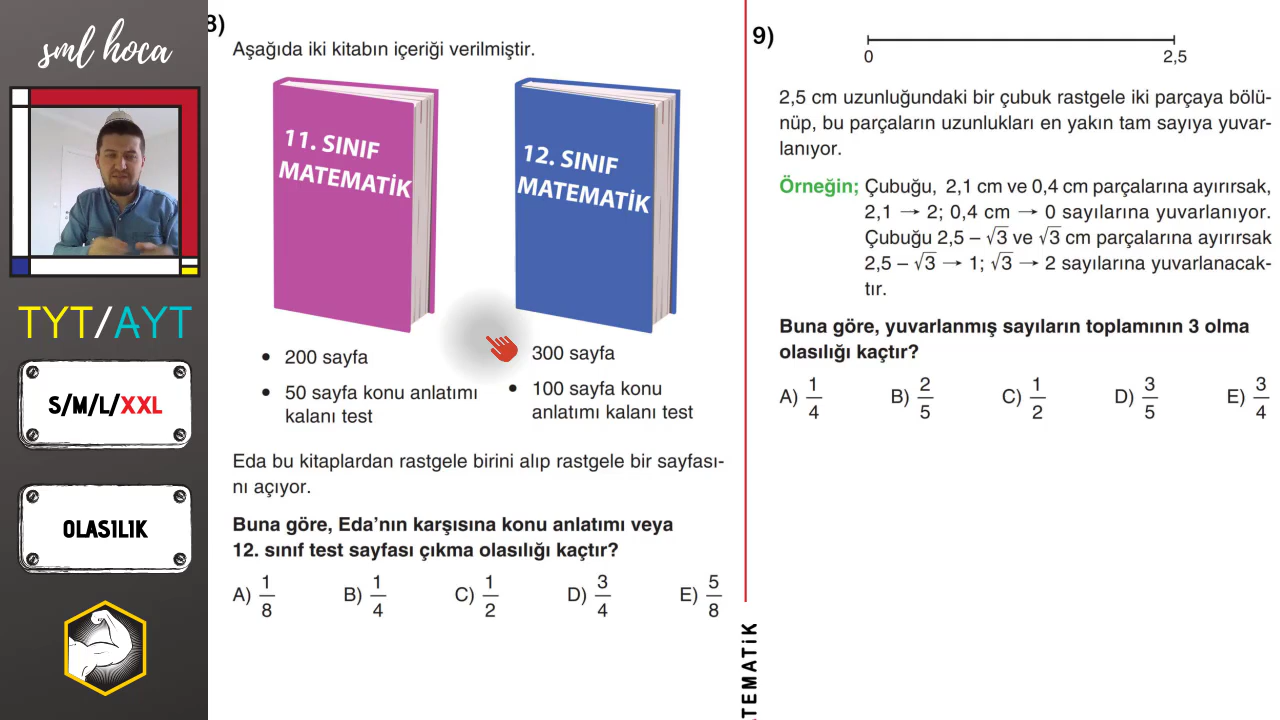 sml hoca
TYT/AYT
S/M/L/XXL
OLASILIK
8)
Aşağıda iki kitabın içeriği verilmiştir.
11. SINIF
MATEMATİK
12. SINIF
MATEMATİK
• 200 sayfa
• 50 sayfa konu anlatımı
kalanı test
300 sayfa
• 100 sayfa konu
anlatımı kalanı test
Eda bu kitaplardan rastgele birini alıp rastgele bir sayfası-
nı açıyor.
Buna göre, Eda’nın karşısına konu anlatımı veya
12. sınıf test sayfası çıkma olasılığı kaçtır?
A) 1/8 B) 1/4 C) 1/2 D) 3/4 E) 5/8
9)
0 2,5
2,5 cm uzunluğundaki bir çubuk rastgele iki parçaya bölü-
nüp, bu parçaların uzunlukları en yakın tam sayıya yuvar-
lanıyor.
Örneğin; Çubuğu, 2,1 cm ve 0,4 cm parçalarına ayırırsak,
2,1 → 2; 0,4 cm → 0 sayılarına yuvarlanıyor.
Çubuğu 2,5 – √3 ve √3 cm parçalarına ayırırsak
2,5 – √3 → 1; √3 → 2 sayılarına yuvarlanacak-
tır.
Buna göre, yuvarlanmış sayıların toplamının 3 olma
olasılığı kaçtır?
A) 1/4 B) 2/5 C) 1/2 D) 3/5 E) 3/4
TEMATİK